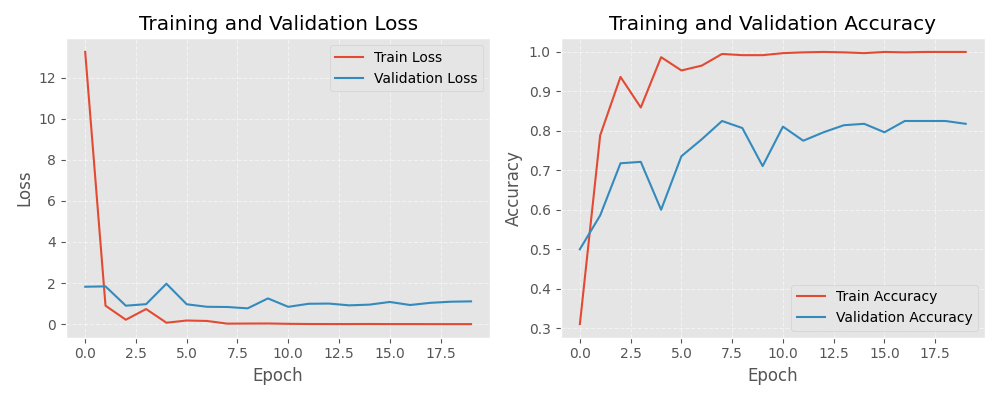 Training and Validation Loss
Train Loss
Validation Loss
12
10
8
6
4
2
0
Loss
0.0 2.5 5.0 7.5 10.0 12.5 15.0 17.5
Epoch
Training and Validation Accuracy
1.0
0.9
0.8
0.7
0.6
0.5
0.4
0.3
Accuracy
Train Accuracy
Validation Accuracy
0.0 2.5 5.0 7.5 10.0 12.5 15.0 17.5
Epoch